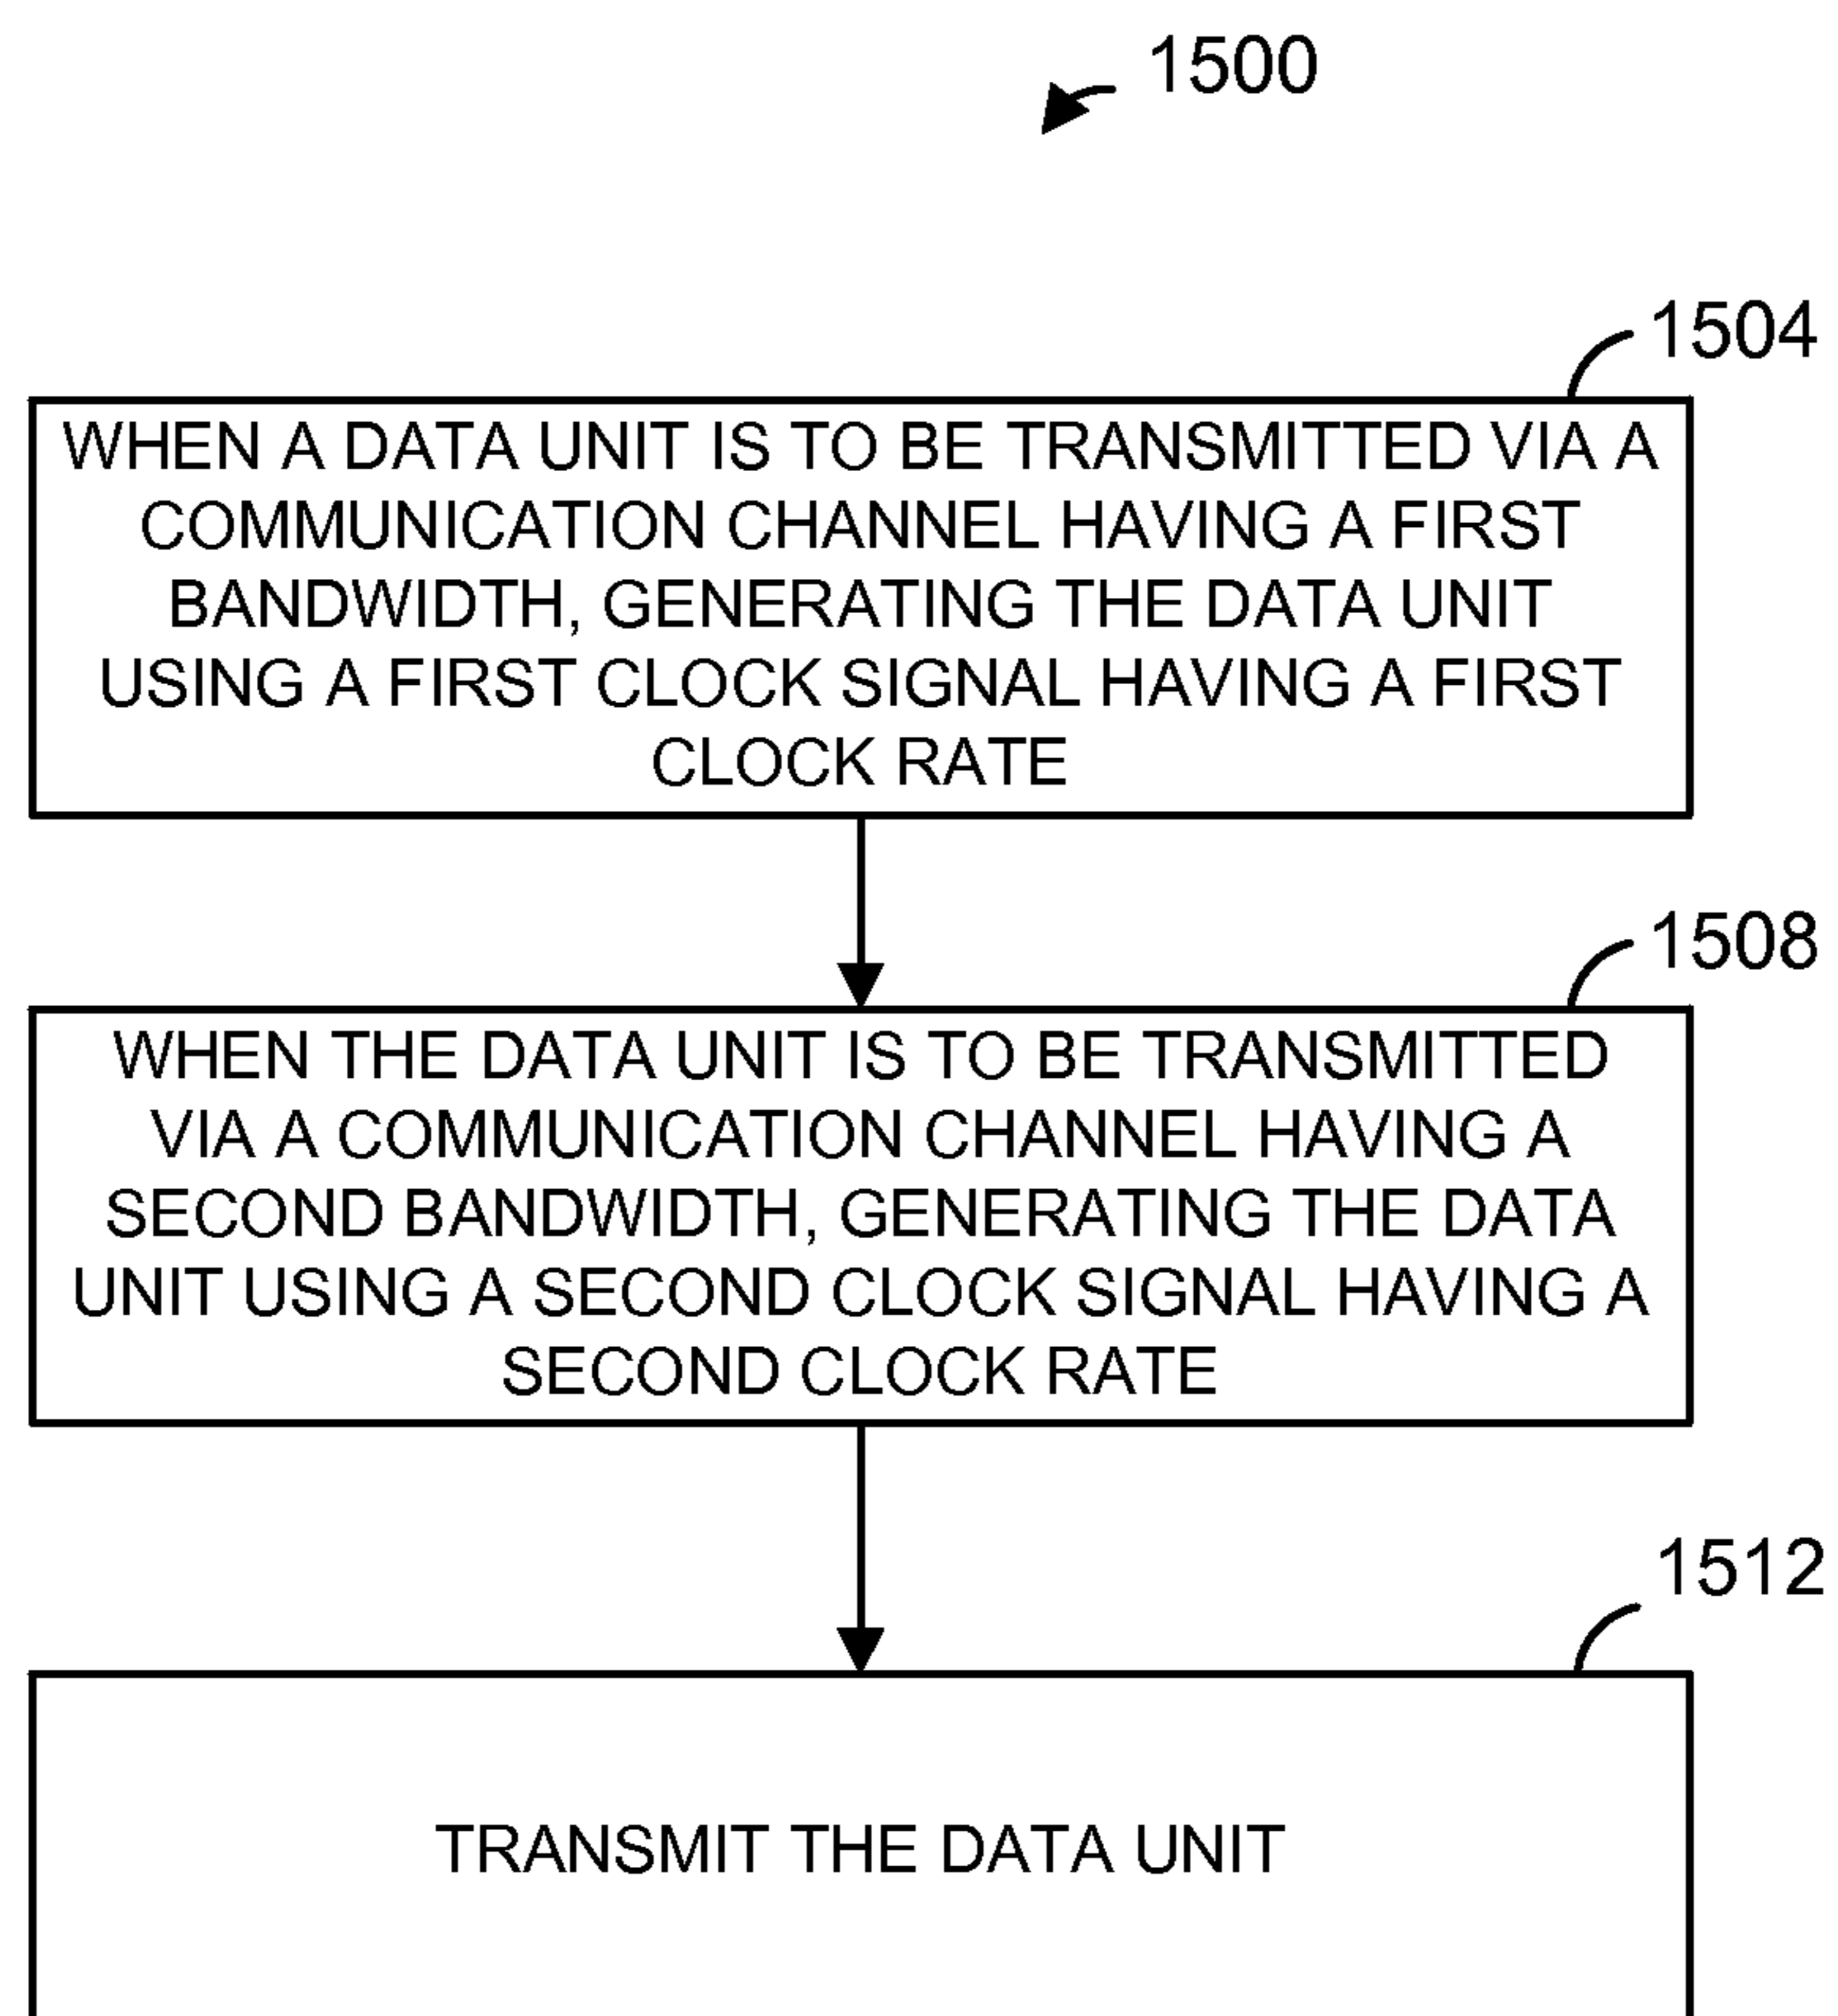 1500
1504
WHEN A DATA UNIT IS TO BE TRANSMITTED VIA A
COMMUNICATION CHANNEL HAVING A FIRST
BANDWIDTH, GENERATING THE DATA UNIT
USING A FIRST CLOCK SIGNAL HAVING A FIRST
CLOCK RATE
1508
WHEN THE DATA UNIT IS TO BE TRANSMITTED
VIA A COMMUNICATION CHANNEL HAVING A
SECOND BANDWIDTH, GENERATING THE DATA
UNIT USING A SECOND CLOCK SIGNAL HAVING A
SECOND CLOCK RATE
1512
TRANSMIT THE DATA UNIT